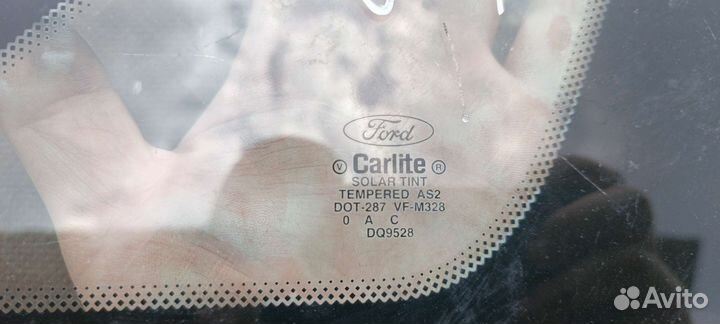 Ford
V Carlite R
SOLAR TINT
TEMPERED AS2
DOT-287 VF-M328
0 A C
DQ9528
Avito